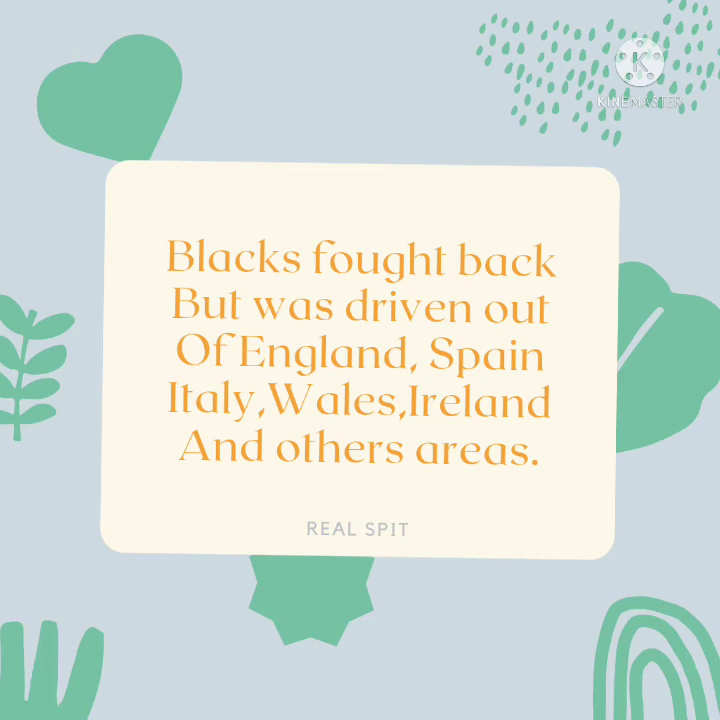 KINEMASTER
Blacks fought back
But was driven out
Of England, Spain
Italy,Wales,Ireland
And others areas.
REAL SPIT